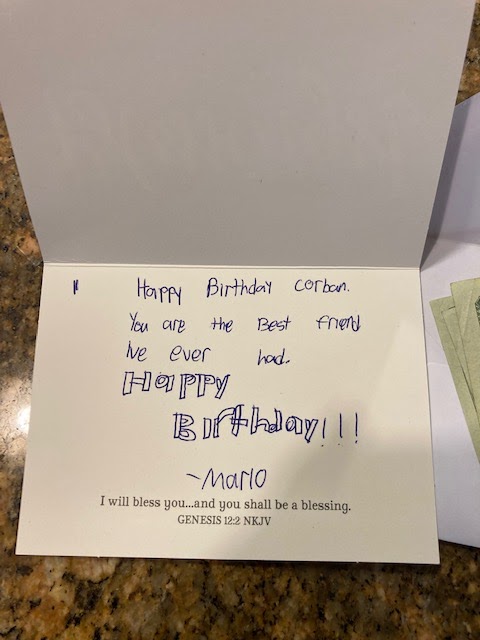 Happy Birthday Corban.
You are the Best friend
Ive ever had.
Happy
Birthday!!!
~Mario
I will bless you...and you shall be a blessing.
GENESIS 12:2 NKJV